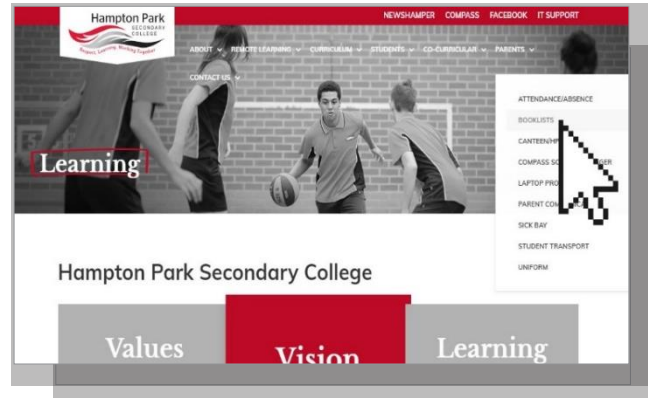 Hampton Park
SECONDARY
COLLEGE
Respect, Learning, Working Together
NEWSHAMPER COMPASS FACEBOOK IT SUPPORT
ABOUT REMOTE LEARNING CURRICULUM STUDENTS CO-CURRICULAR PARENTS
CONTACT US
ATTENDANCE/ABSENCE
BOOKLISTS
LAPTOP
SICK BAY
STUDENT TRANSPORT
UNIFORM
Learning
Hampton Park Secondary College
Values
Vision
Learning